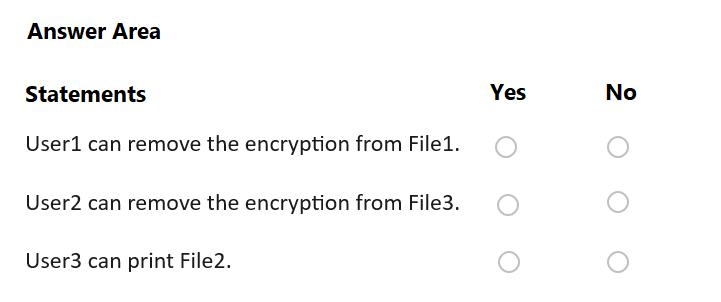 Answer Area
Statements Yes No
User1 can remove the encryption from File1.
User2 can remove the encryption from File3.
User3 can print File2.